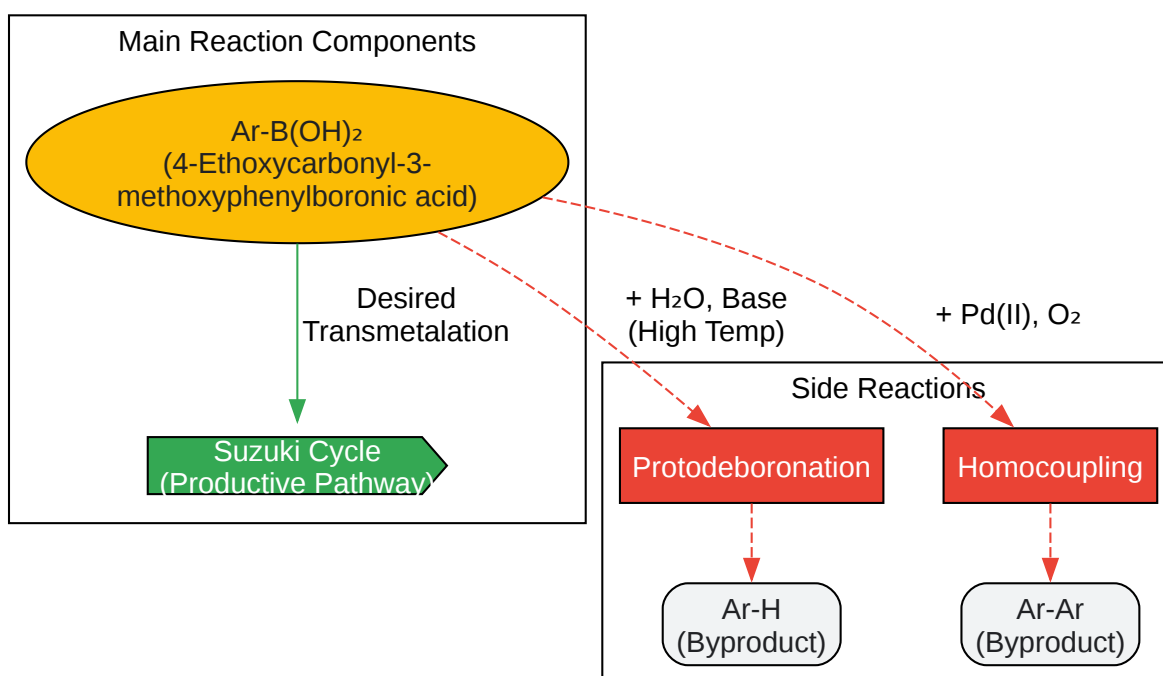 Main Reaction Components
Ar-B(OH)₂
(4-Ethoxycarbonyl-3-
methoxyphenylboronic acid)
Desired
Transmetalation
+ H₂O, Base
(High Temp)
+ Pd(II), O₂
Suzuki Cycle
(Productive Pathway)
Side Reactions
Protodeboronation
Homocoupling
Ar-H
(Byproduct)
Ar-Ar
(Byproduct)